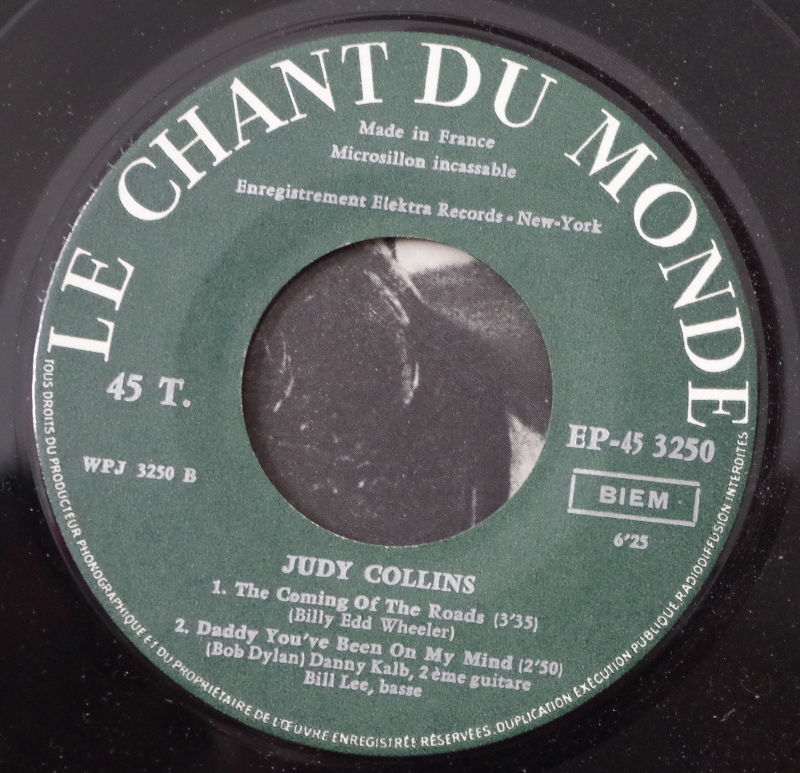 LE CHANT DU MONDE
Made in France
Microsillon incassable
Enregistrement Elektra Records • New-York
45 T.
WPJ 3250 B
EP-45 3250
BIEM
6'25
JUDY COLLINS
1. The Coming Of The Roads (3'35)
(Billy Edd Wheeler)
2. Daddy You've Been On My Mind (2'50)
(Bob Dylan) Danny Kalb, 2ème guitare
Bill Lee, basse
TOUS DROITS DU PRODUCTEUR PHONOGRAPHIQUE ET DU PROPRIETAIRE DE L'ŒUVRE ENREGISTRÉE RÉSERVÉES. DUPLICATION EXÉCUTION PUBLIQUE, RADIODIFFUSION INTERDITES